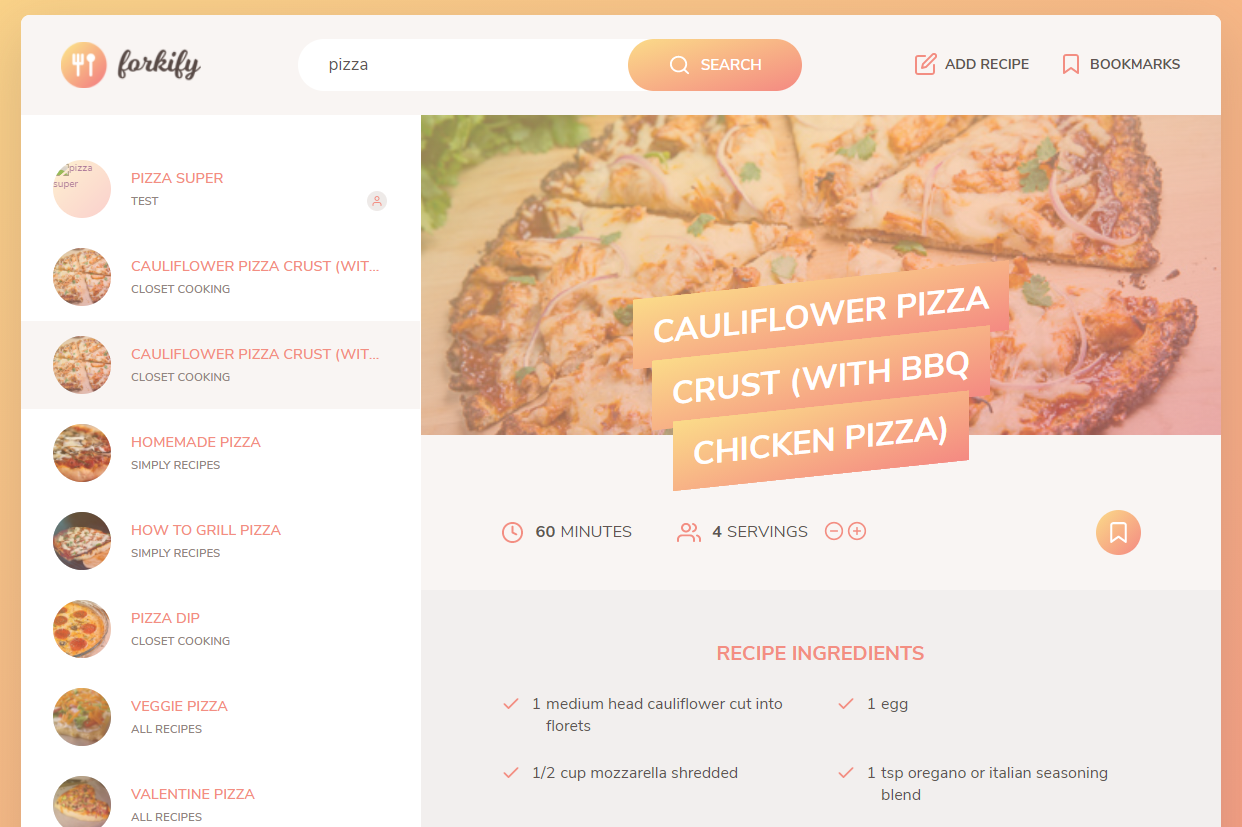 forkify
pizza
SEARCH
ADD RECIPE
BOOKMARKS
pizza
super
PIZZA SUPER
TEST
CAULIFLOWER PIZZA CRUST (WIT...
CLOSET COOKING
CAULIFLOWER PIZZA CRUST (WIT...
CLOSET COOKING
HOMEMADE PIZZA
SIMPLY RECIPES
HOW TO GRILL PIZZA
SIMPLY RECIPES
PIZZA DIP
CLOSET COOKING
VEGGIE PIZZA
ALL RECIPES
VALENTINE PIZZA
ALL RECIPES
CAULIFLOWER PIZZA
CRUST (WITH BBQ
CHICKEN PIZZA)
60 MINUTES
4 SERVINGS
RECIPE INGREDIENTS
1 medium head cauliflower cut into
florets
1 egg
1/2 cup mozzarella shredded
1 tsp oregano or italian seasoning
blend